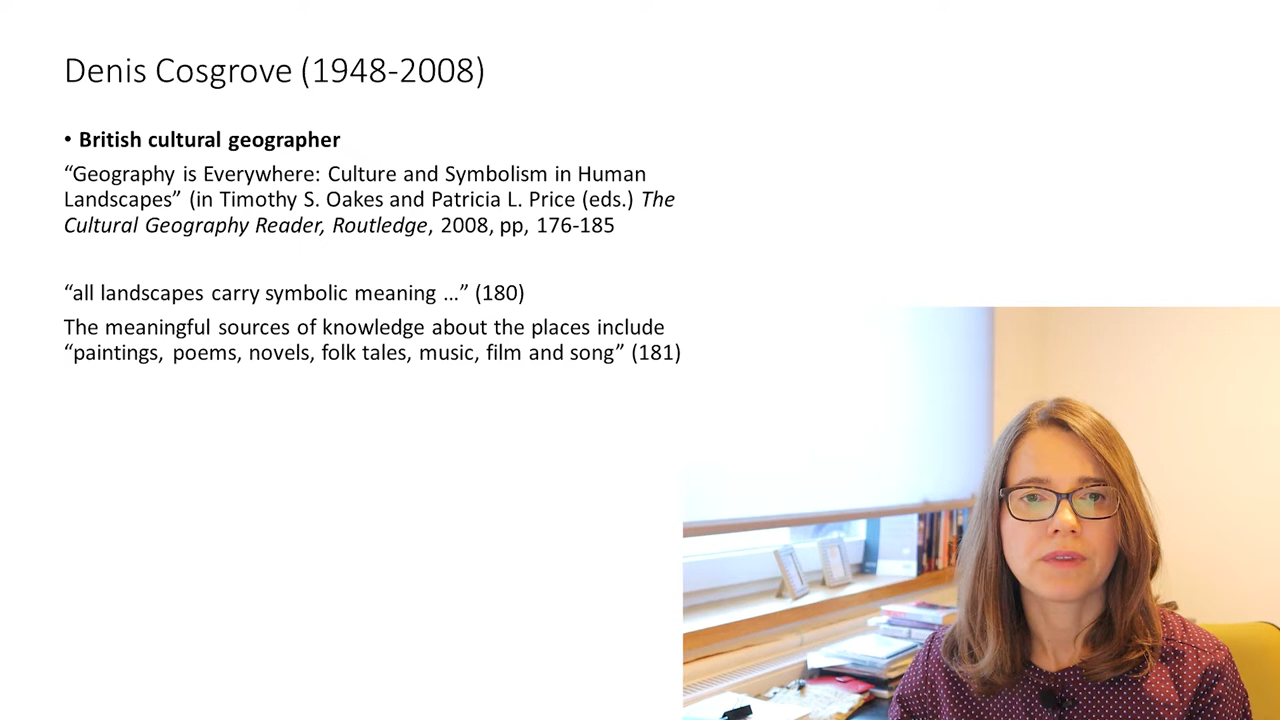 Denis Cosgrove (1948-2008)
• British cultural geographer
“Geography is Everywhere: Culture and Symbolism in Human
Landscapes” (in Timothy S. Oakes and Patricia L. Price (eds.) The
Cultural Geography Reader, Routledge, 2008, pp, 176-185
“all landscapes carry symbolic meaning …” (180)
The meaningful sources of knowledge about the places include
“paintings, poems, novels, folk tales, music, film and song” (181)